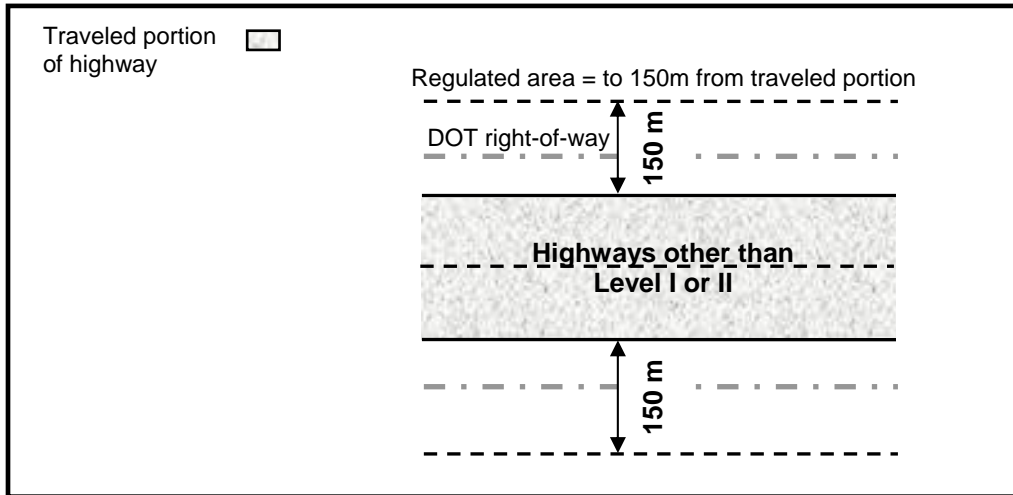 Traveled portion
of highway
Regulated area = to 150m from traveled portion
DOT right-of-way
150 m
Highways other than
Level I or II
150 m